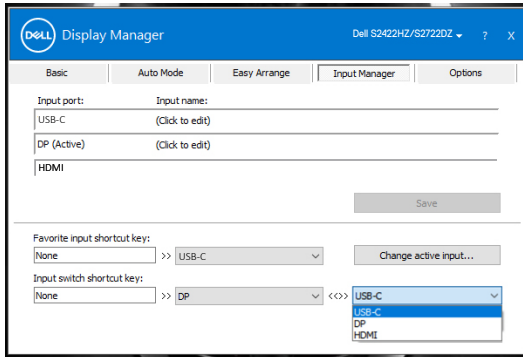 DELL Display Manager Dell S2422HZ/S2722DZ ? X
Basic Auto Mode Easy Arrange Input Manager Options
Input port: Input name:
USB-C (Click to edit)
DP (Active) (Click to edit)
HDMI
Save
Favorite input shortcut key:
None >> USB-C Change active input...
Input switch shortcut key:
None >> DP <<>> USB-C
USB-C
DP
HDMI